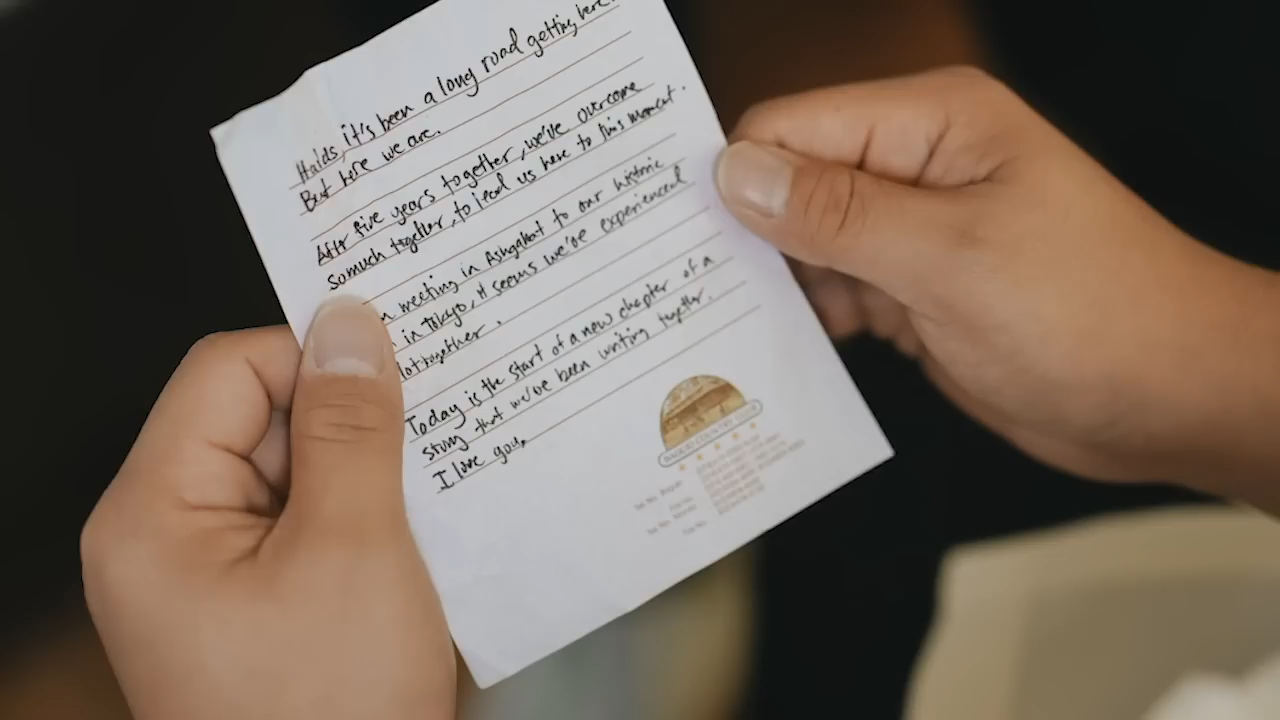 it's been a long road getting here.
But here we are.
After five years together, we've overcome
so much together, to lead us here to this moment.
meeting in Ashgabat to our historic
in Tokyo, it seems we've experienced
lot together.
Today is the start of a new chapter of a
story that we've been writing together.
I love you.
BAGUIO COUNTRY CLUB